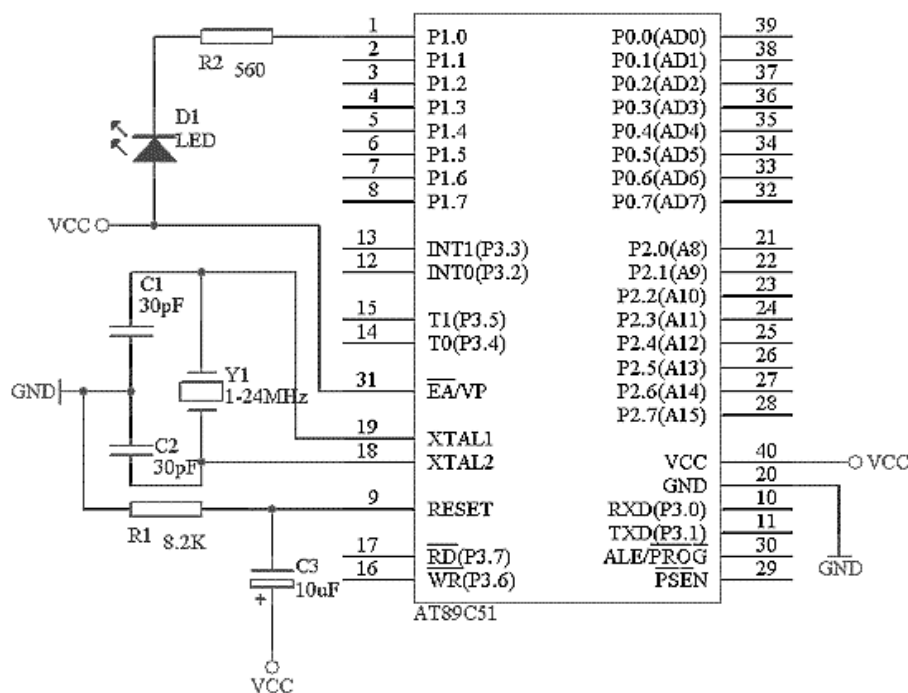 1 P1.0 P0.0(AD0) 39
2 P1.1 P0.1(AD1) 38
R2 560
3 P1.2 P0.2(AD2) 37
4 P1.3 P0.3(AD3) 36
D1
LED
5 P1.4 P0.4(AD4) 35
6 P1.5 P0.5(AD5) 34
7 P1.6 P0.6(AD6) 33
8 P1.7 P0.7(AD7) 32
VCC
13 INT1(P3.3) P2.0(A8) 21
12 INT0(P3.2) P2.1(A9) 22
C1
30pF
P2.2(A10) 23
15 T1(P3.5) P2.3(A11) 24
14 T0(P3.4) P2.4(A12) 25
P2.5(A13) 26
GND
Y1
1-24MHz
31 EA/VP P2.6(A14) 27
P2.7(A15) 28
19 XTAL1
C2
30pF
18 XTAL2 VCC 40 VCC
GND 20
9 RESET RXD(P3.0) 10
R1 8.2K
TXD(P3.1) 11
17 RD(P3.7) ALE/PROG 30
C3
10uF
+
GND
16 WR(P3.6) PSEN 29
AT89C51
VCC